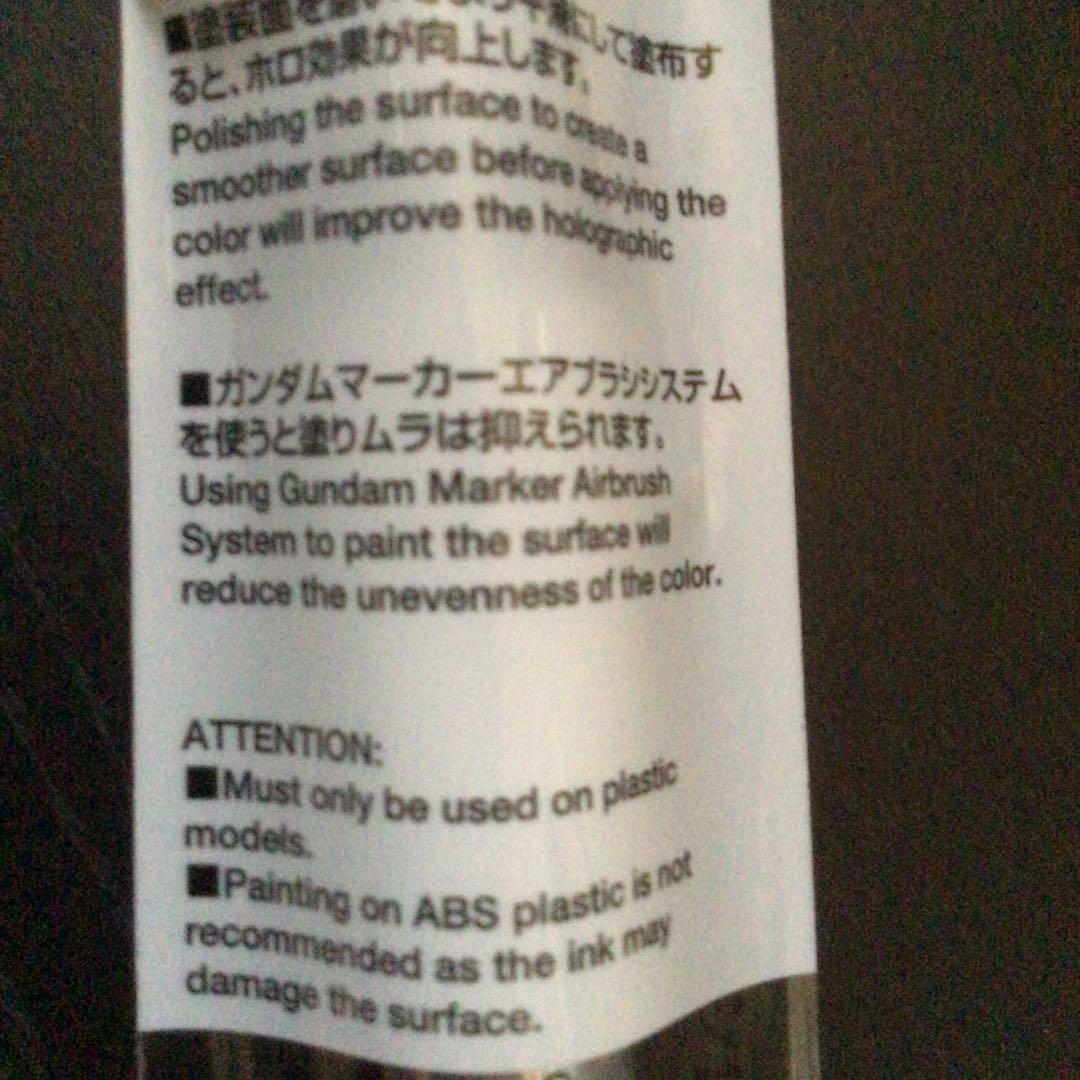 ■塗装面を より平滑にして塗布す
ると、ホロ効果が向上します。
Polishing the surface to create a
smoother surface before applying the
color will improve the holographic
effect.
■ガンダムマーカーエアブラシシステム
を使うと塗りムラは抑えられます。
Using Gundam Marker Airbrush
System to paint the surface will
reduce the unevenness of the color.
ATTENTION:
■Must only be used on plastic
models.
■Painting on ABS plastic is not
recommended as the ink may
damage the surface.